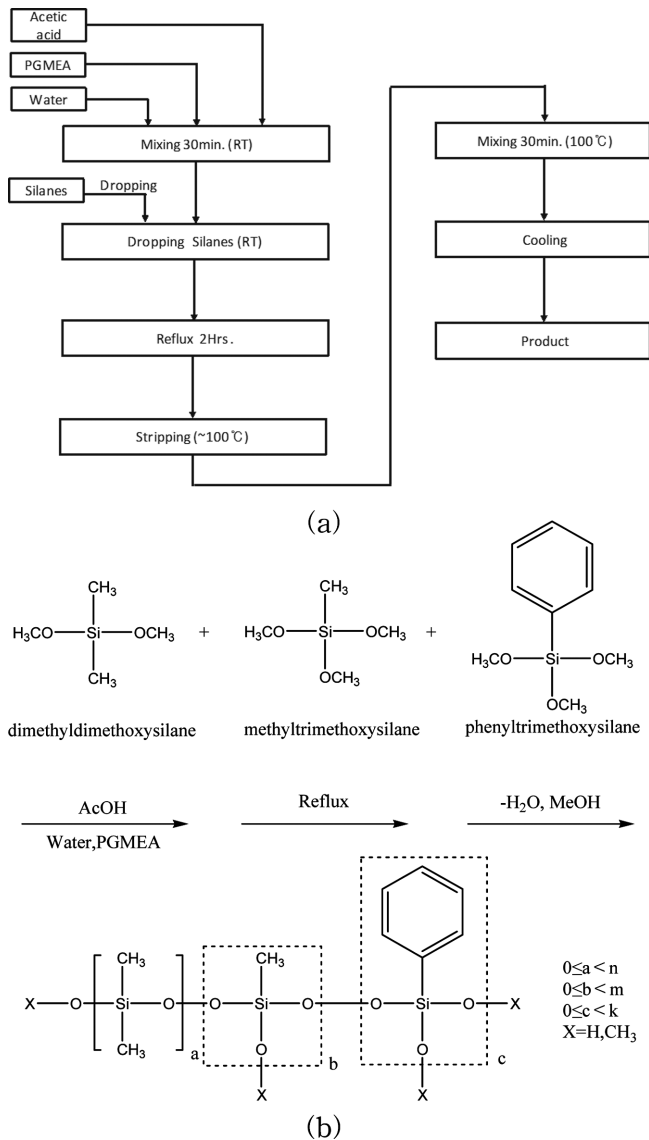 Acetic
acid
PGMEA
Water
Mixing 30min. (RT)
Silanes
Dropping
Dropping Silanes (RT)
Reflux 2Hrs.
Stripping (~100℃)
Mixing 30min. (100℃)
Cooling
Product
(a)
CH3
H3CO Si OCH3
CH3
dimethyldimethoxysilane
+
CH3
H3CO Si OCH3
OCH3
methyltrimethoxysilane
+
H3CO Si OCH3
OCH3
phenyltrimethoxysilane
AcOH
Water,PGMEA
Reflux
-H2O, MeOH
CH3 CH3
X O Si O O Si O O Si O X
CH3 O O
a b c
X X
0≤a < n
0≤b < m
0≤c < k
X=H,CH3
(b)